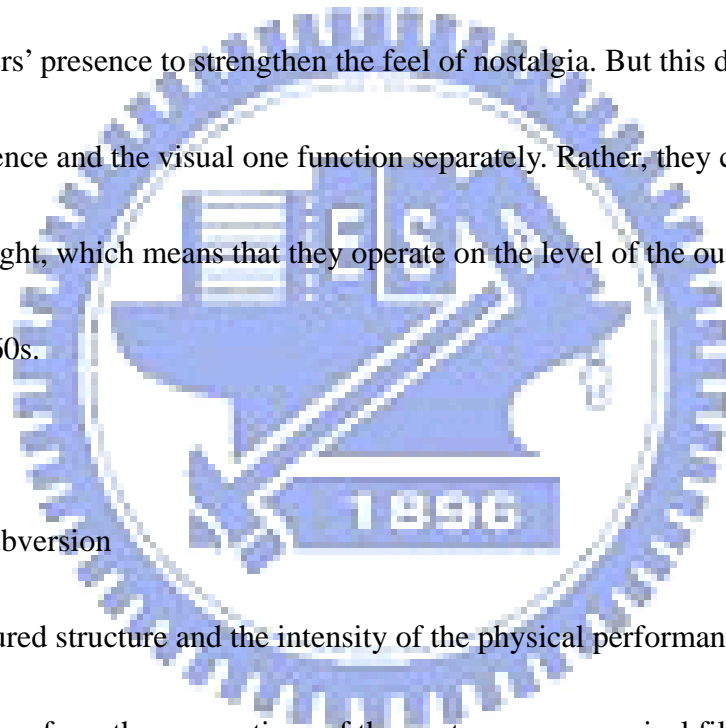 ers’ presence to strengthen the feel of nostalgia. But this d
ence and the visual one function separately. Rather, they c
ght, which means that they operate on the level of the ou
60s.
ES
1896
bversion
ured structure and the intensity of the physical performan